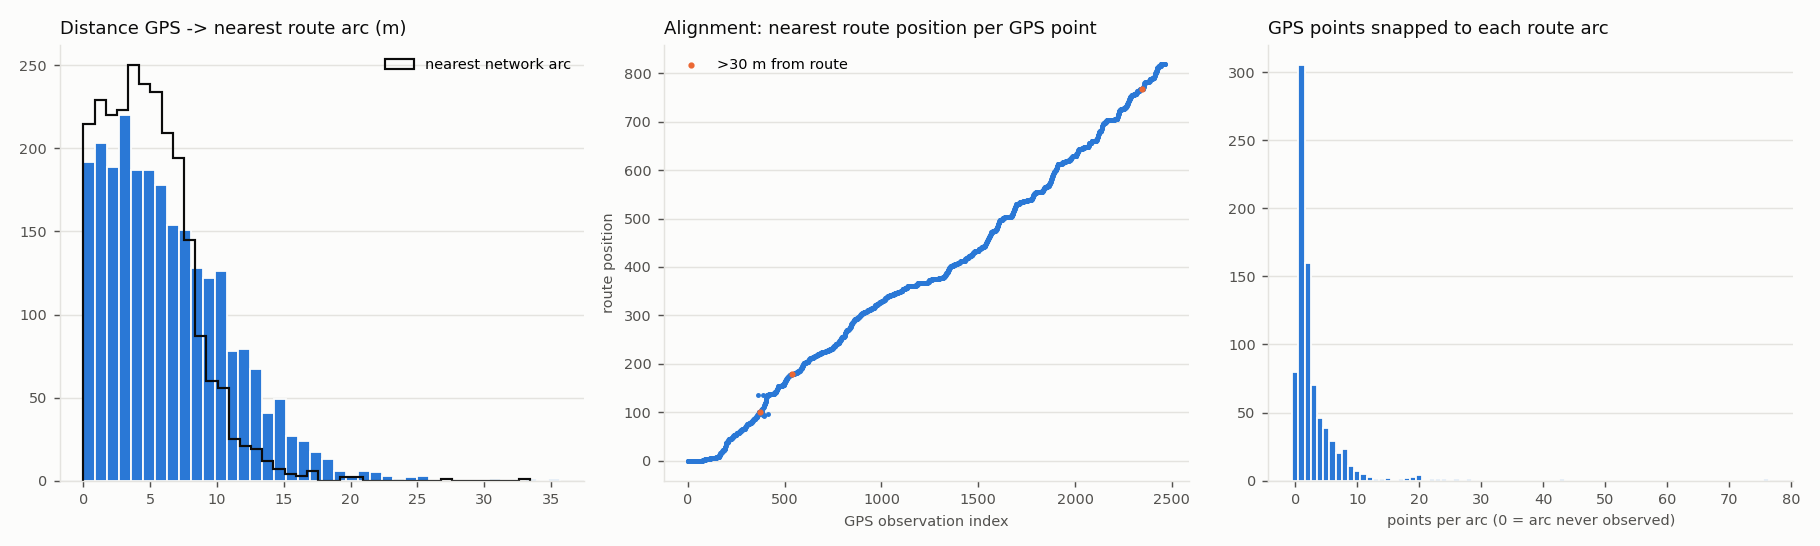 Distance GPS -> nearest route arc (m)
nearest network arc
250
200
150
100
50
0
0 5 10 15 20 25 30 35
Alignment: nearest route position per GPS point
>30 m from route
route position
800
700
600
500
400
300
200
100
0
0 500 1000 1500 2000 2500
GPS observation index
GPS points snapped to each route arc
300
250
200
150
100
50
0
0 10 20 30 40 50 60 70 80
points per arc (0 = arc never observed)